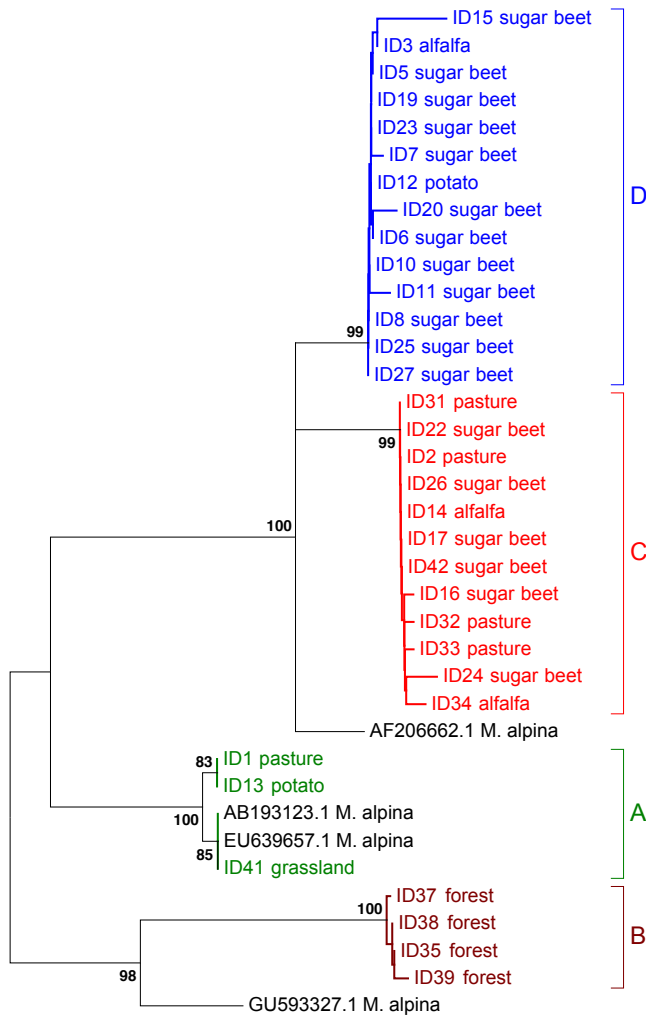 ID15 sugar beet
ID3 alfalfa
ID5 sugar beet
ID19 sugar beet
ID23 sugar beet
ID7 sugar beet
ID12 potato
D
ID20 sugar beet
ID6 sugar beet
ID10 sugar beet
ID11 sugar beet
ID8 sugar beet
99
ID25 sugar beet
ID27 sugar beet
ID31 pasture
ID22 sugar beet
99
ID2 pasture
ID26 sugar beet
ID14 alfalfa
100
ID17 sugar beet
C
ID42 sugar beet
ID16 sugar beet
ID32 pasture
ID33 pasture
ID24 sugar beet
ID34 alfalfa
AF206662.1 M. alpina
83
ID1 pasture
ID13 potato
AB193123.1 M. alpina
A
100
EU639657.1 M. alpina
85
ID41 grassland
ID37 forest
100
ID38 forest
B
ID35 forest
98
ID39 forest
GU593327.1 M. alpina